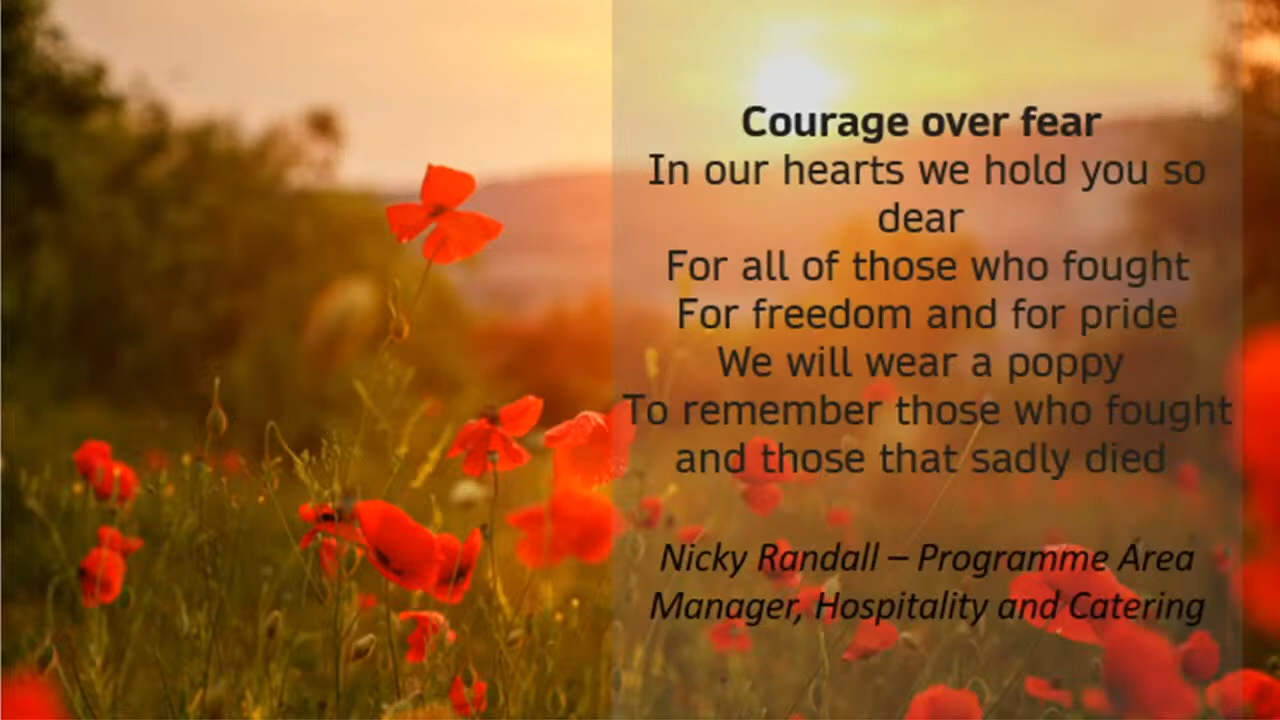 Courage over fear
In our hearts we hold you so
dear
For all of those who fought
For freedom and for pride
We will wear a poppy
To remember those who fought
and those that sadly died
Nicky Randall – Programme Area
Manager, Hospitality and Catering